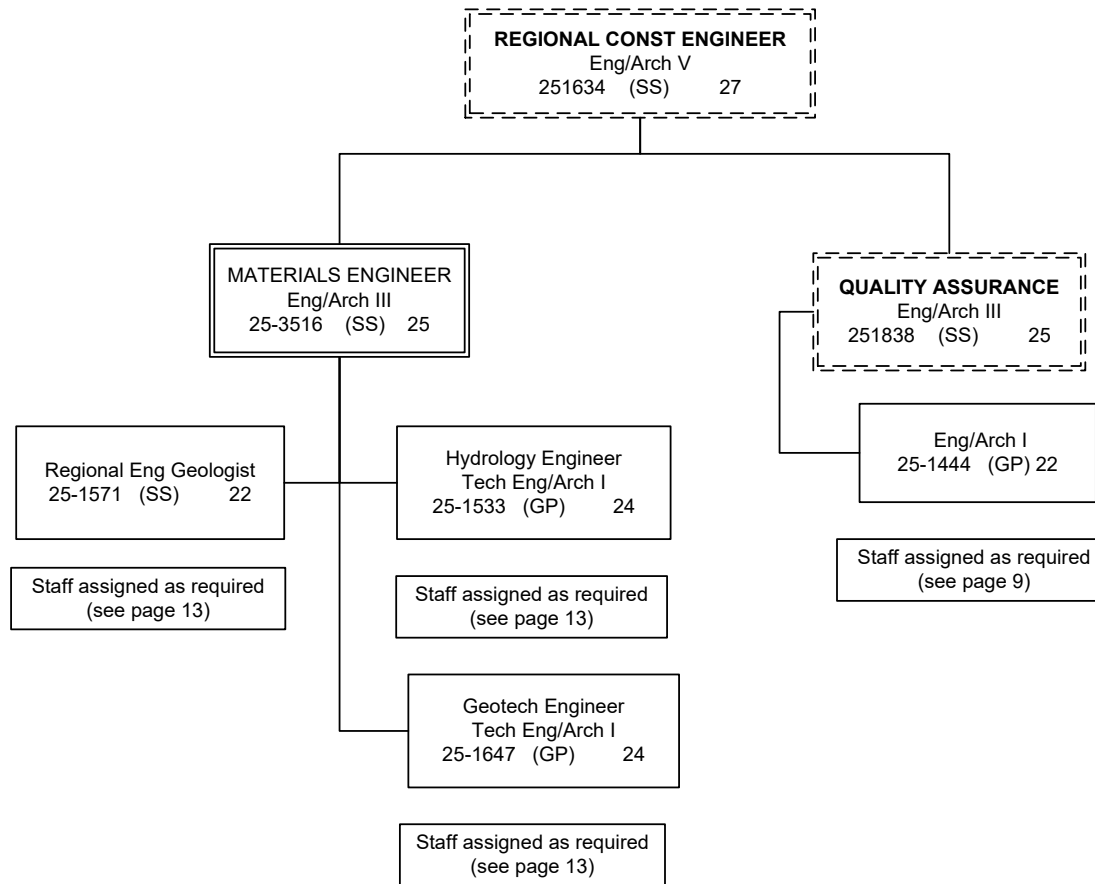 REGIONAL CONST ENGINEER
Eng/Arch V
251634 (SS) 27
MATERIALS ENGINEER
Eng/Arch III
25-3516 (SS) 25
QUALITY ASSURANCE
Eng/Arch III
251838 (SS) 25
Regional Eng Geologist
25-1571 (SS) 22
Hydrology Engineer
Tech Eng/Arch I
25-1533 (GP) 24
Eng/Arch I
25-1444 (GP) 22
Staff assigned as required
(see page 13)
Staff assigned as required
(see page 13)
Staff assigned as required
(see page 9)
Geotech Engineer
Tech Eng/Arch I
25-1647 (GP) 24
Staff assigned as required
(see page 13)